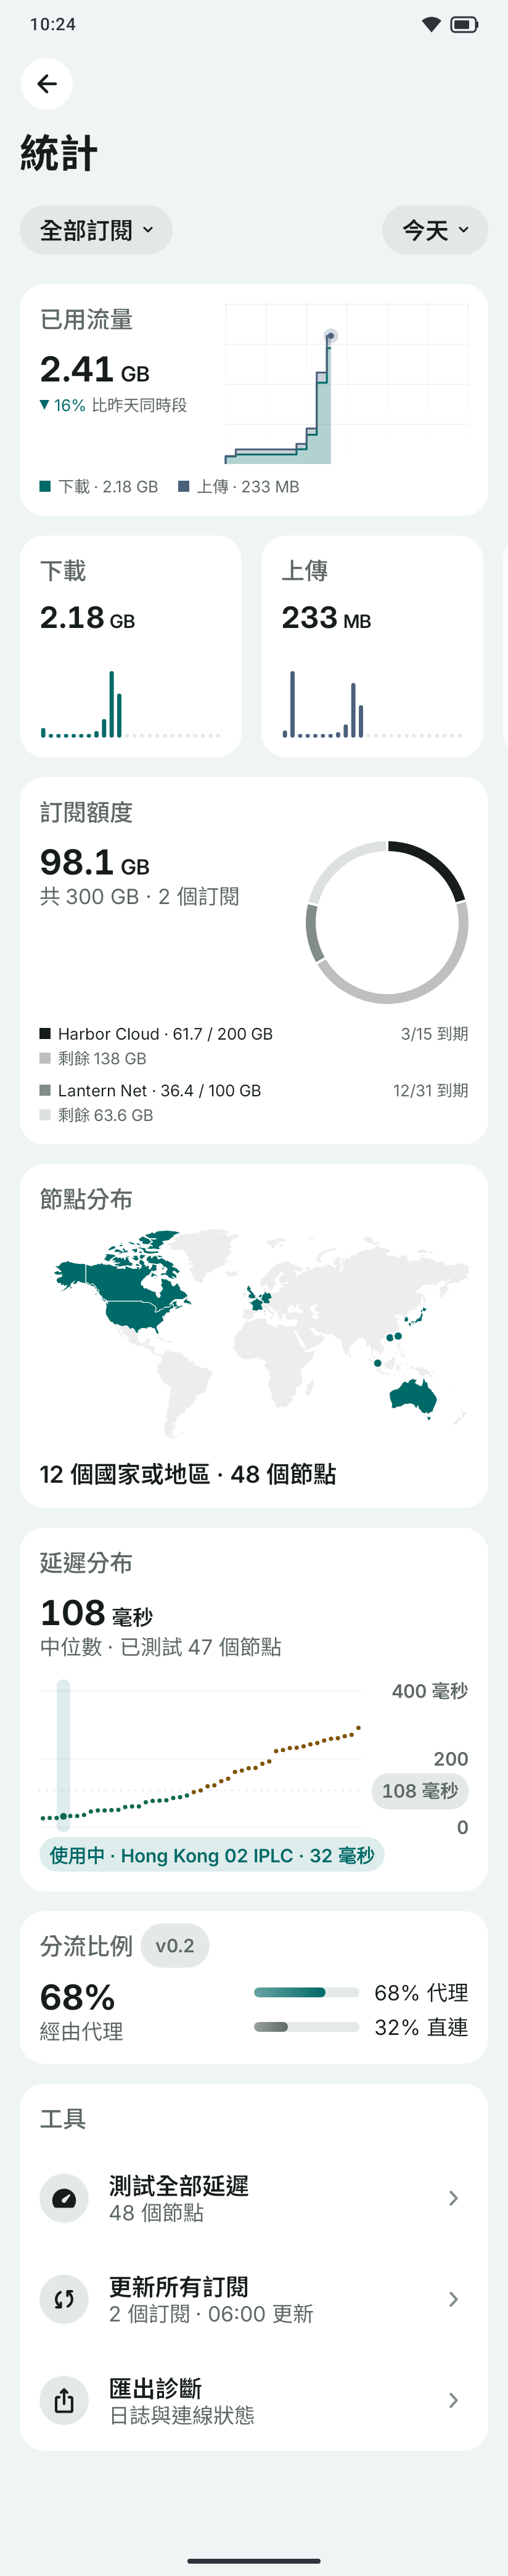 10:24
統計
全部訂閱
今天
已用流量
2.41 GB
▼ 16% 比昨天同時段
下載 · 2.18 GB
上傳 · 233 MB
下載
2.18 GB
上傳
233 MB
訂閱額度
98.1 GB
共 300 GB · 2 個訂閱
Harbor Cloud · 61.7 / 200 GB
3/15 到期
剩餘 138 GB
Lantern Net · 36.4 / 100 GB
12/31 到期
剩餘 63.6 GB
節點分布
12 個國家或地區 · 48 個節點
延遲分布
108 毫秒
中位數 · 已測試 47 個節點
400 毫秒
200
108 毫秒
0
使用中 · Hong Kong 02 IPLC · 32 毫秒
分流比例
v0.2
68%
經由代理
68% 代理
32% 直連
工具
測試全部延遲
48 個節點
更新所有訂閱
2 個訂閱 · 06:00 更新
匯出診斷
日誌與連線狀態